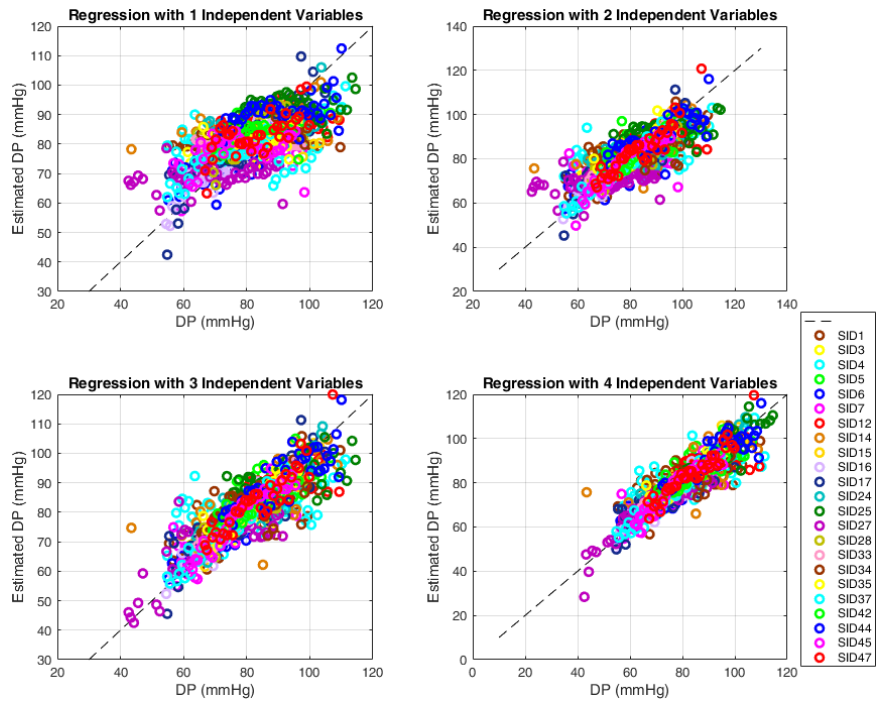 Regression with 1 Independent Variables
120
110
100
90
80
70
60
50
40
30
Estimated DP (mmHg)
20
40
60
80
100
120
DP (mmHg)
Regression with 2 Independent Variables
140
120
100
80
60
40
20
Estimated DP (mmHg)
20
40
60
80
100
120
140
DP (mmHg)
Regression with 3 Independent Variables
120
110
100
90
80
70
60
50
40
30
Estimated DP (mmHg)
20
40
60
80
100
120
DP (mmHg)
Regression with 4 Independent Variables
120
100
80
60
40
20
0
Estimated DP (mmHg)
0
20
40
60
80
100
120
DP (mmHg)
SID1
SID3
SID4
SID5
SID6
SID7
SID12
SID14
SID15
SID16
SID17
SID24
SID25
SID27
SID28
SID33
SID34
SID35
SID37
SID42
SID44
SID45
SID47